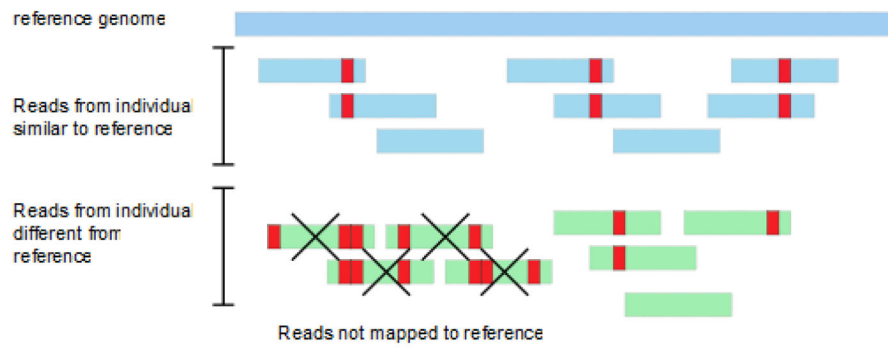 reference genome
Reads from individual
similar to reference
Reads from individual
different from
reference
Reads not mapped to reference